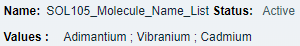 Name: SOL105_Molecule_Name_List Status: Active
Values : Adimantium ; Vibranium ; Cadmium